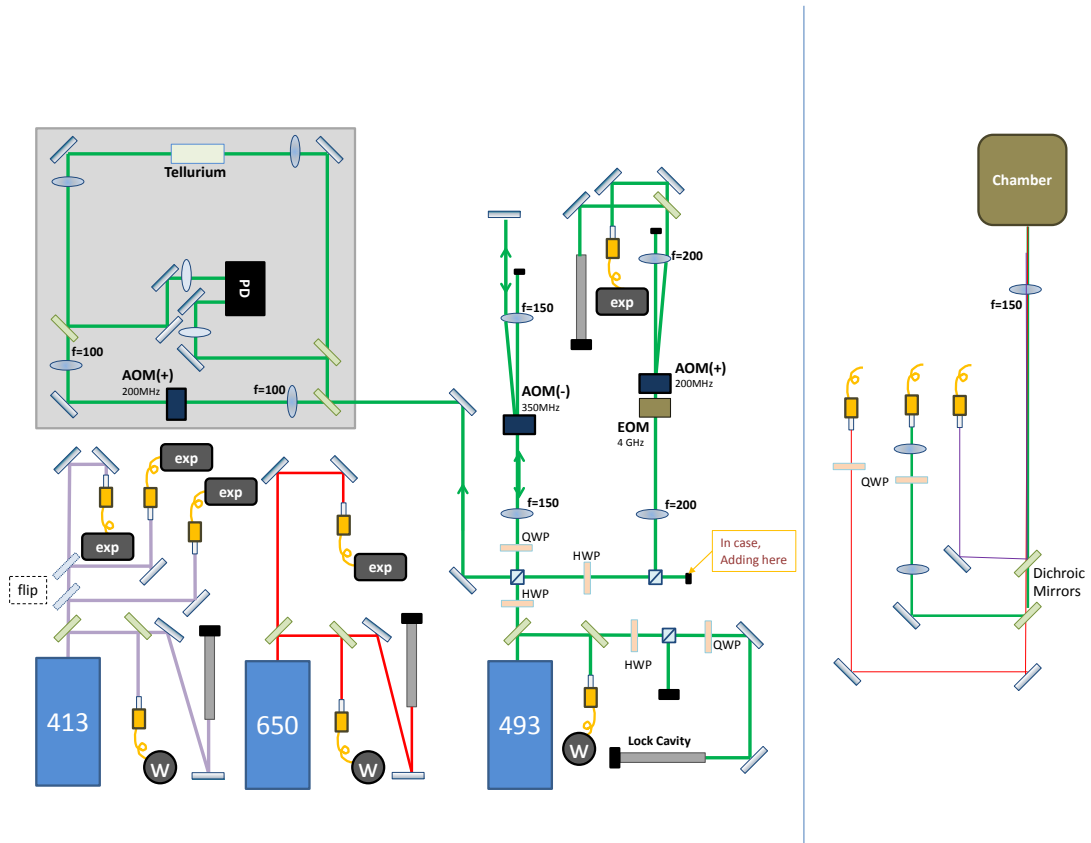 Tellurium
PD
f=100
AOM(+)
200MHz
f=100
f=150
AOM(-)
350MHz
f=150
QWP
HWP
HWP
exp
f=200
AOM(+)
200MHz
EOM
4 GHz
f=200
In case,
Adding here
exp
exp
exp
exp
flip
413
W
650
W
493
W
HWP
QWP
Lock Cavity
Chamber
f=150
QWP
Dichroic
Mirrors